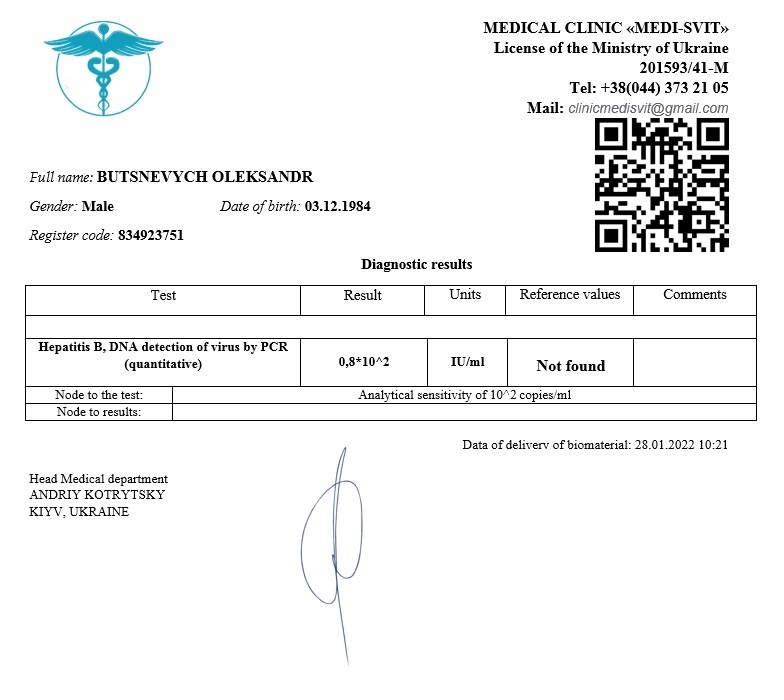 MEDICAL CLINIC «MEDI-SVIT»
License of the Ministry of Ukraine
201593/41-M
Tel: +38(044) 373 21 05
Mail: clinicmedisvit@gmail.com
Full name: BUTSNEVYCH OLEKSANDR
Gender: Male Date of birth: 03.12.1984
Register code: 834923751
Diagnostic results
Test Result Units Reference values Comments
Hepatitis B, DNA detection of virus by PCR
(quantitative) 0,8*10^2 IU/ml Not found
Node to the test: Analytical sensitivity of 10^2 copies/ml
Node to results:
Data of delivery of biomaterial: 28.01.2022 10:21
Head Medical department
ANDRIY KOTRYTSKY
KIYV, UKRAINE